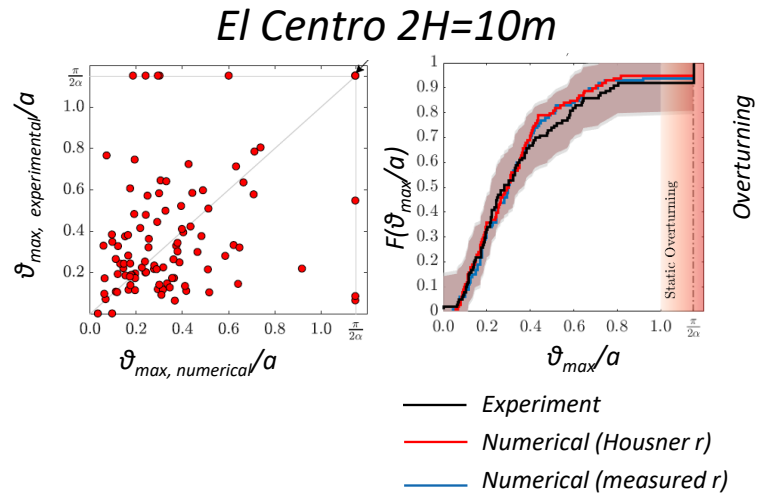 El Centro 2H=10m
π/2α
1.0
0.8
0.6
0.4
0.2
ϑmax, experimental/a
0.0 0.2 0.4 0.6 0.8 1.0 π/2α
ϑmax, numerical/a
1
0.9
0.8
0.7
0.6
0.5
0.4
0.3
0.2
0.1
0
F(ϑmax/a)
Static Overturning
Overturning
0.0 0.2 0.4 0.6 0.8 1.0 π/2α
ϑmax/a
Experiment
Numerical (Housner r)
Numerical (measured r)